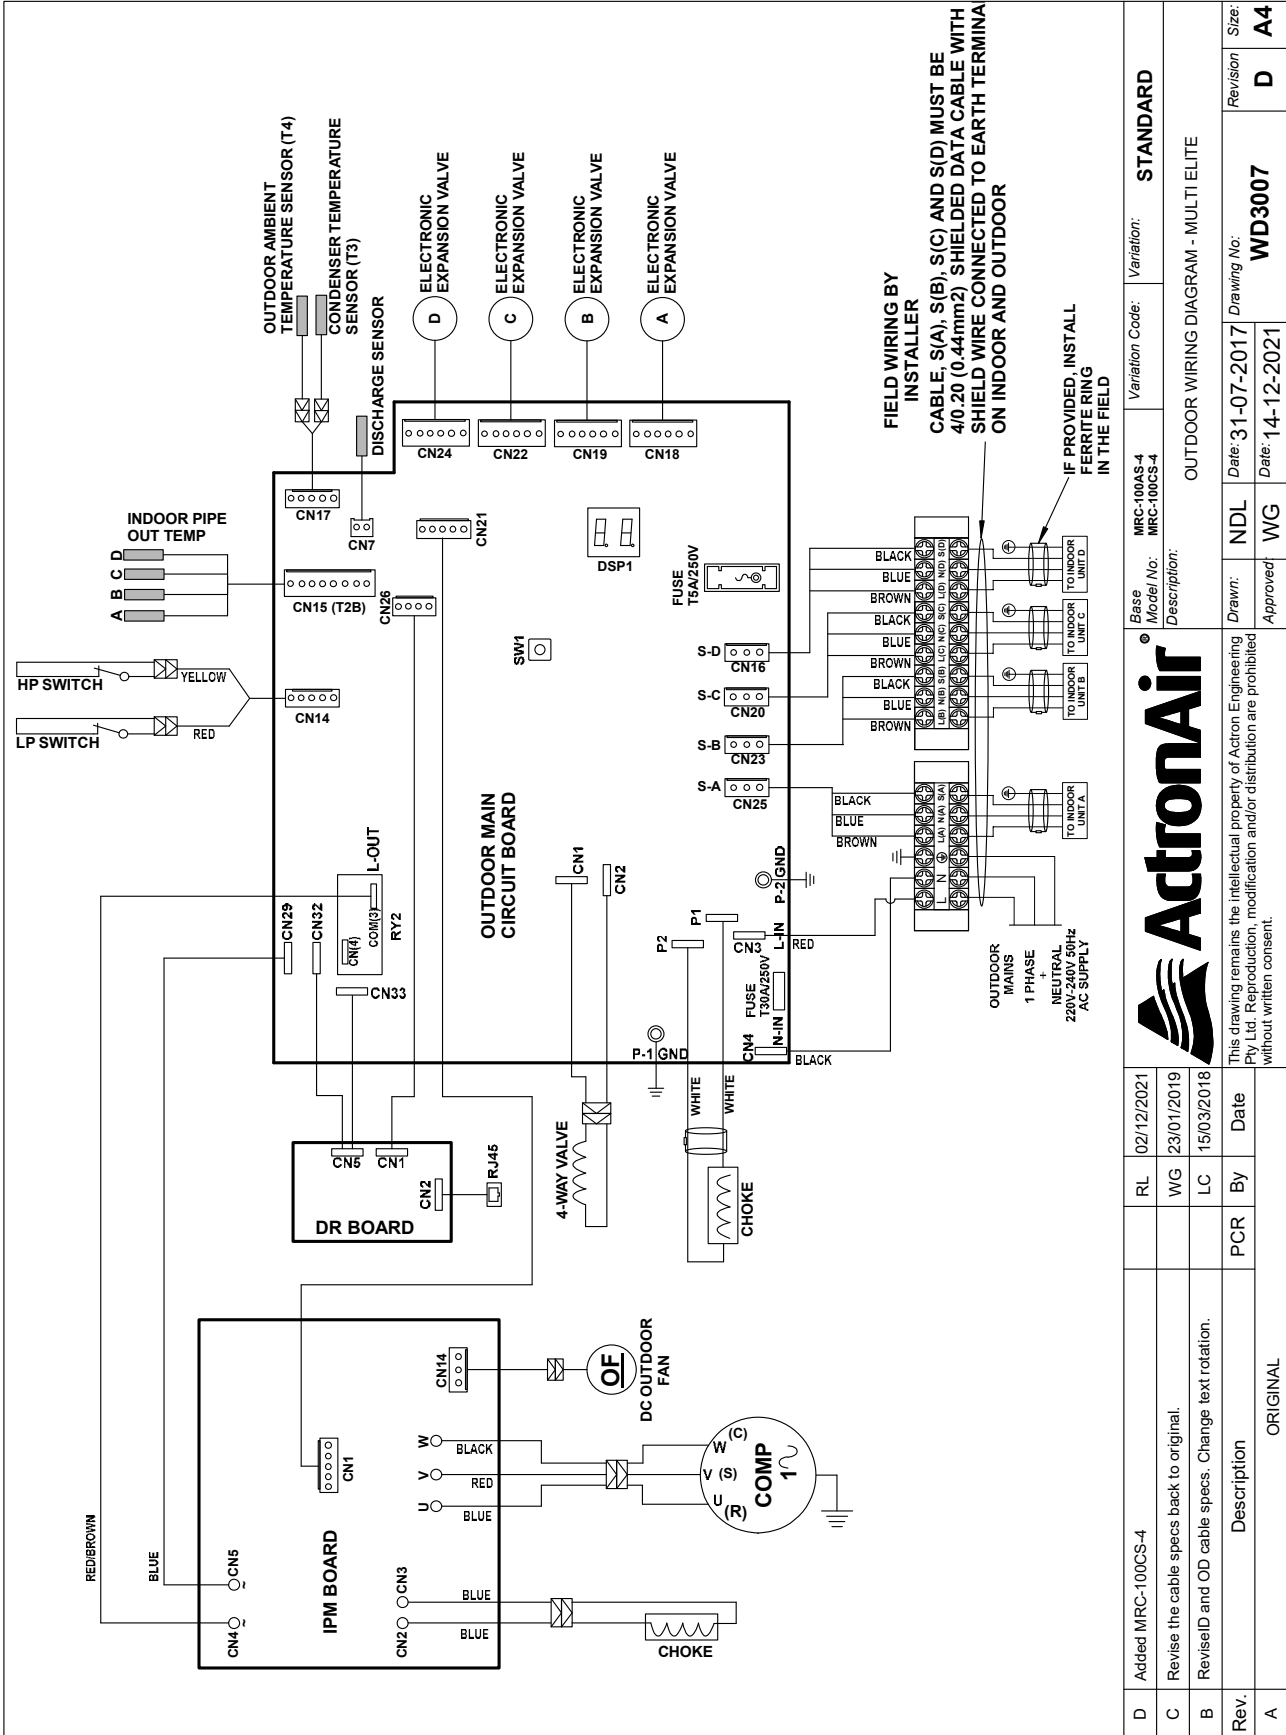 RED/BROWN
BLUE
CN4
~
CN5
~
IPM BOARD
CN1
CN2
CN3
BLUE
BLUE
CHOKE
U
V
W
BLUE
RED
BLACK
CN14
OF
DC OUTDOOR
FAN
W
(C)
V
(S)
U
(R)
COMP
1
DR BOARD
CN5
CN1
CN2
RJ45
4-WAY VALVE
WHITE
WHITE
CHOKE
LP SWITCH
RED
HP SWITCH
YELLOW
CN14
INDOOR PIPE
OUT TEMP
A
B
C
D
CN15 (T2B)
CN17
OUTDOOR AMBIENT
TEMPERATURE SENSOR (T4)
CONDENSER TEMPERATURE
SENSOR (T3)
CN7
DISCHARGE SENSOR
CN26
CN21
CN24
D
ELECTRONIC
EXPANSION VALVE
CN22
C
ELECTRONIC
EXPANSION VALVE
CN19
B
ELECTRONIC
EXPANSION VALVE
CN18
A
ELECTRONIC
EXPANSION VALVE
CN29
CN32
CN33
CN(4)
COM(3)
L-OUT
RY2
OUTDOOR MAIN
CIRCUIT BOARD
SW1
DSP1
FUSE
T5A/250V
CN1
CN2
P2
P1
P-1 GND
P-2 GND
CN4
N-IN
FUSE
T30A/250V
CN3
L-IN
S-A
CN25
S-B
CN23
S-C
CN20
S-D
CN16
BLACK
RED
BROWN
BLUE
BLACK
BROWN
BLUE
BLACK
BROWN
BLUE
BLACK
BROWN
BLUE
BLACK
L
N
L(A)
N(A)
S(A)
L(B)
N(B)
S(B)
L(C)
N(C)
S(C)
L(D)
N(D)
S(D)
OUTDOOR
MAINS
1 PHASE
+
NEUTRAL
220V-240V 50Hz
AC SUPPLY
TO INDOOR
UNIT A
TO INDOOR
UNIT B
TO INDOOR
UNIT C
TO INDOOR
UNIT D
FIELD WIRING BY
INSTALLER
CABLE, S(A), S(B), S(C) AND S(D) MUST BE
4/0.20 (0.44mm2) SHIELDED DATA CABLE WITH
SHIELD WIRE CONNECTED TO EARTH TERMINA
ON INDOOR AND OUTDOOR
IF PROVIDED, INSTALL
FERRITE RING
IN THE FIELD
D
Added MRC-100CS-4
RL
02/12/2021
C
Revise the cable specs back to original.
WG
23/01/2019
B
ReviseID and OD cable specs. Change text rotation.
LC
15/03/2018
Rev.
Description
PCR
By
Date
A
ORIGINAL
ActronAir®
This drawing remains the intellectual property of Actron Engineering
Pty Ltd. Reproduction, modification and/or distribution are prohibited
without written consent.
Base
Model No:
MRC-100AS-4
MRC-100CS-4
Variation Code:
Variation:
STANDARD
Description:
OUTDOOR WIRING DIAGRAM - MULTI ELITE
Drawn:
NDL
Date:
31-07-2017
Drawing No:
WD3007
Revision
D
Size:
A4
Approved:
WG
Date:
14-12-2021